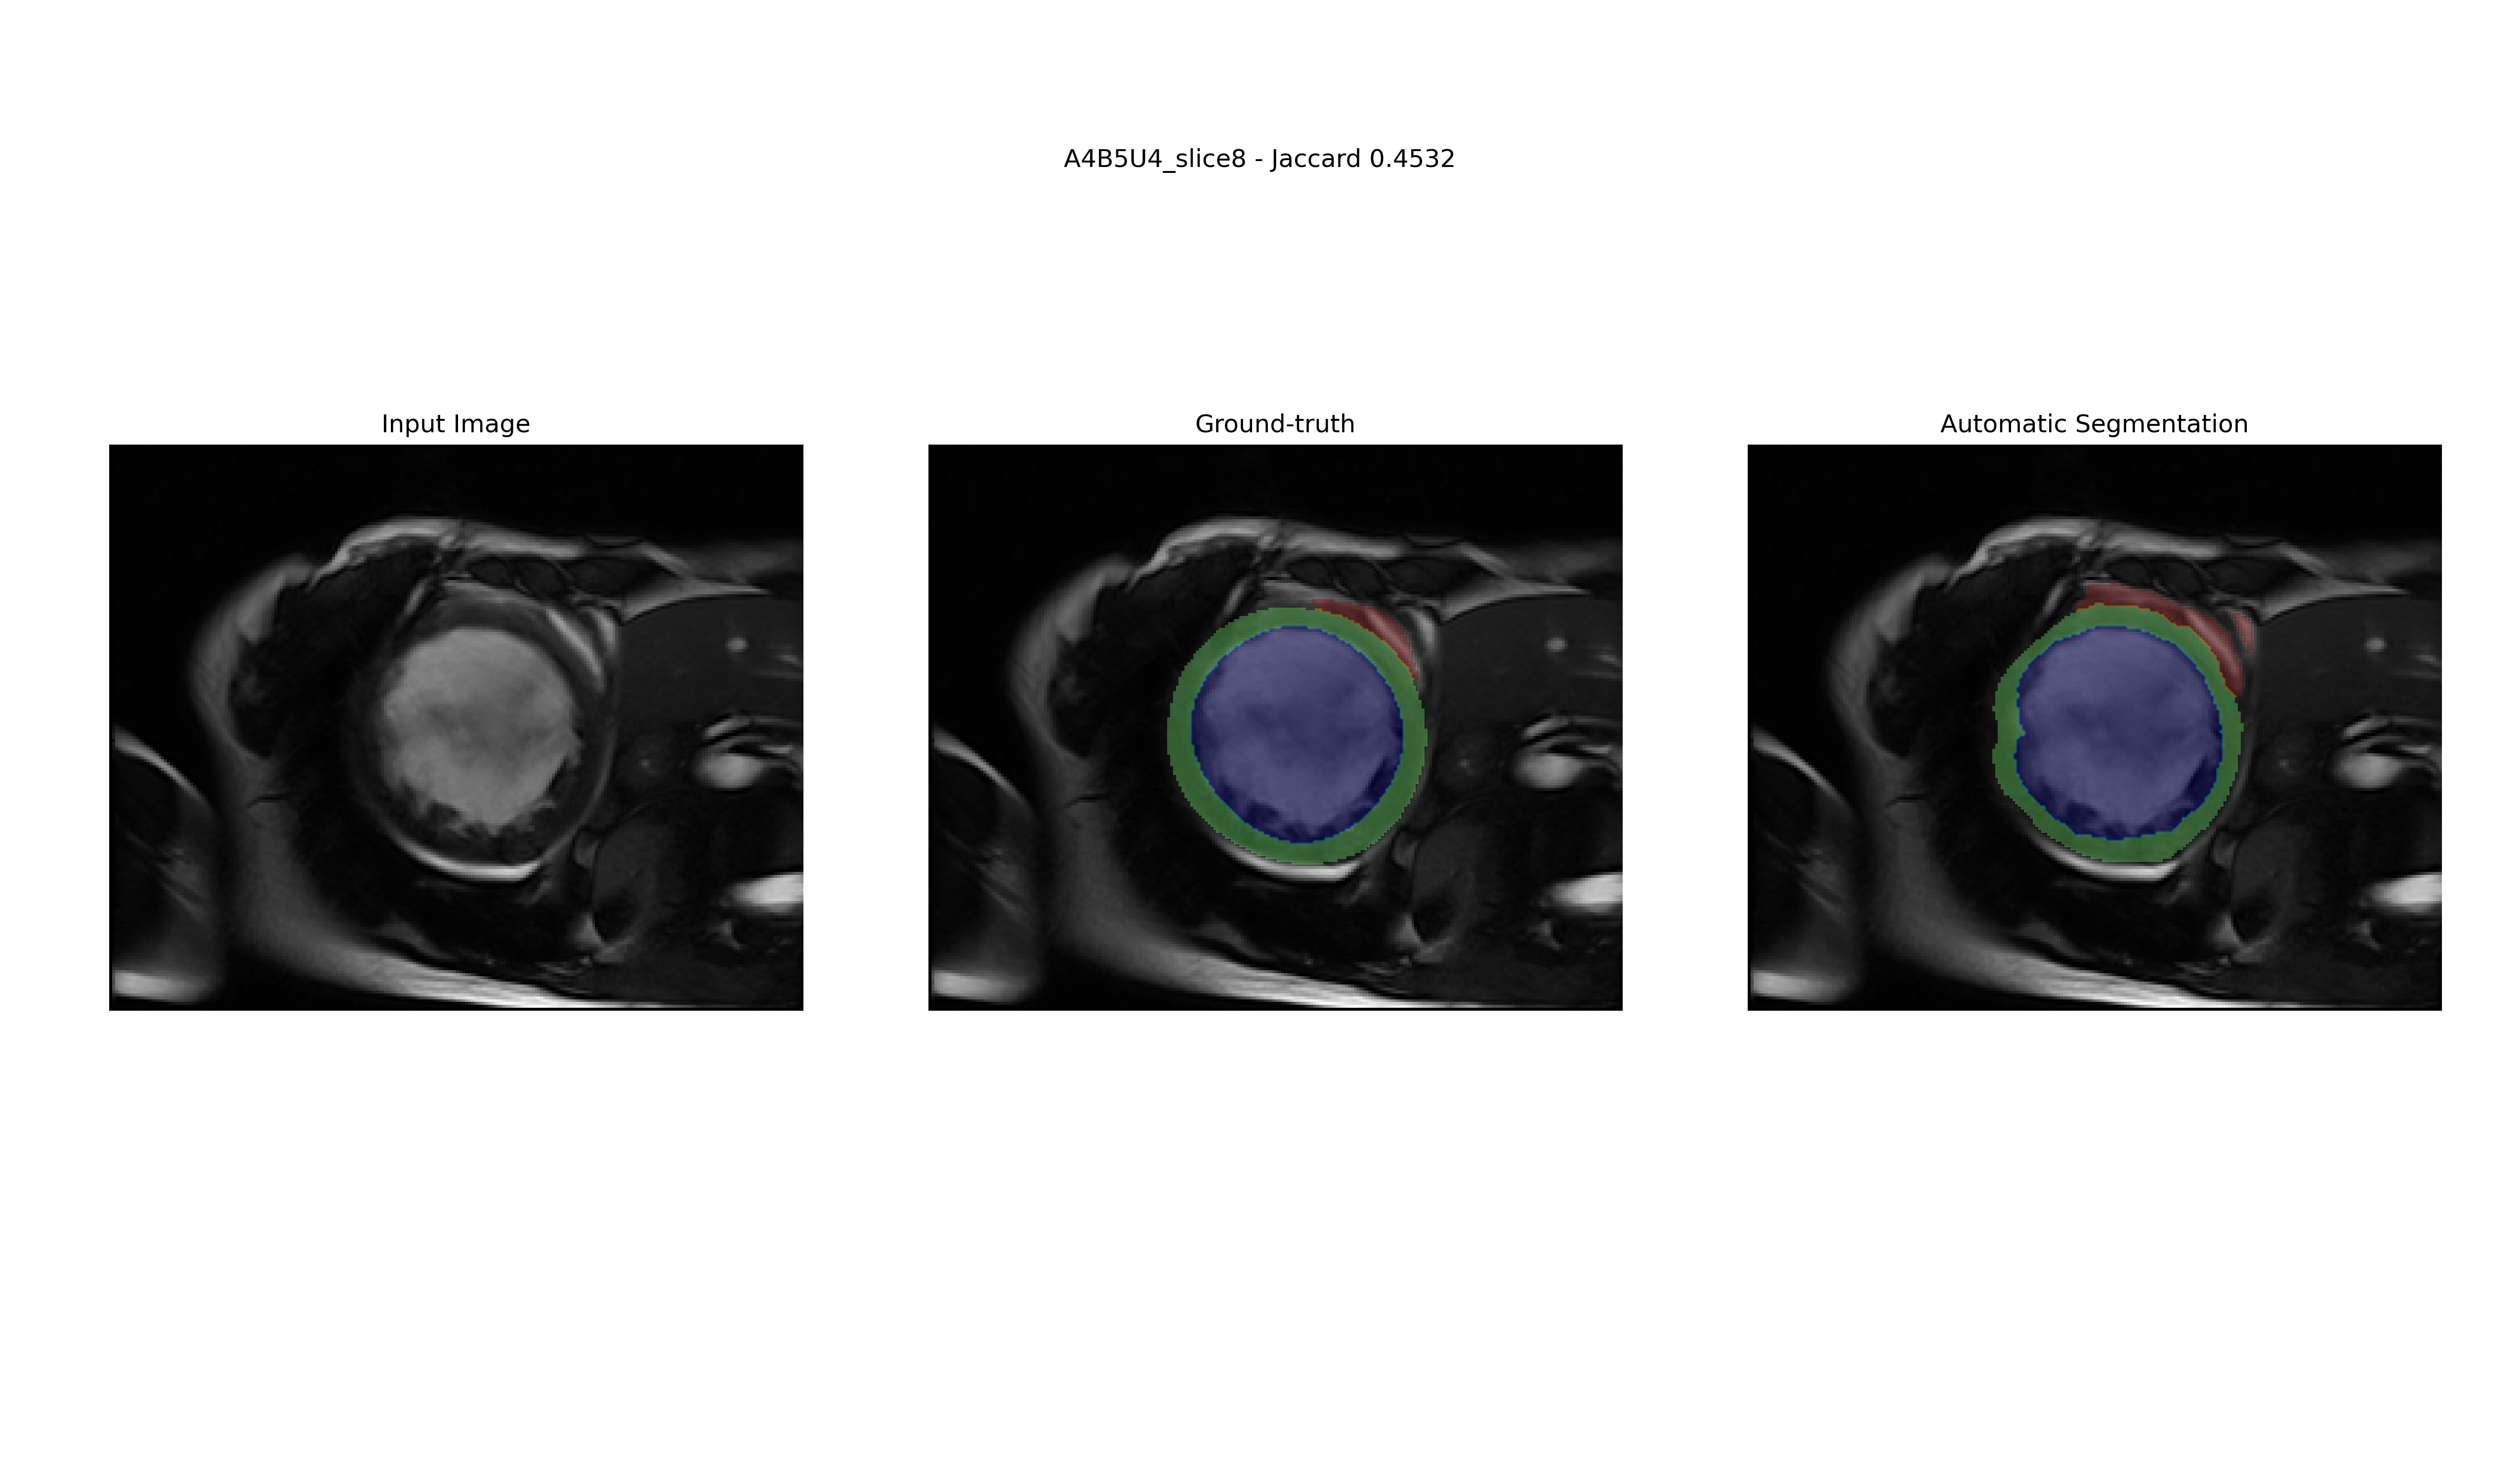 A4B5U4_slice8 - Jaccard 0.4532
Input Image
Ground-truth
Automatic Segmentation